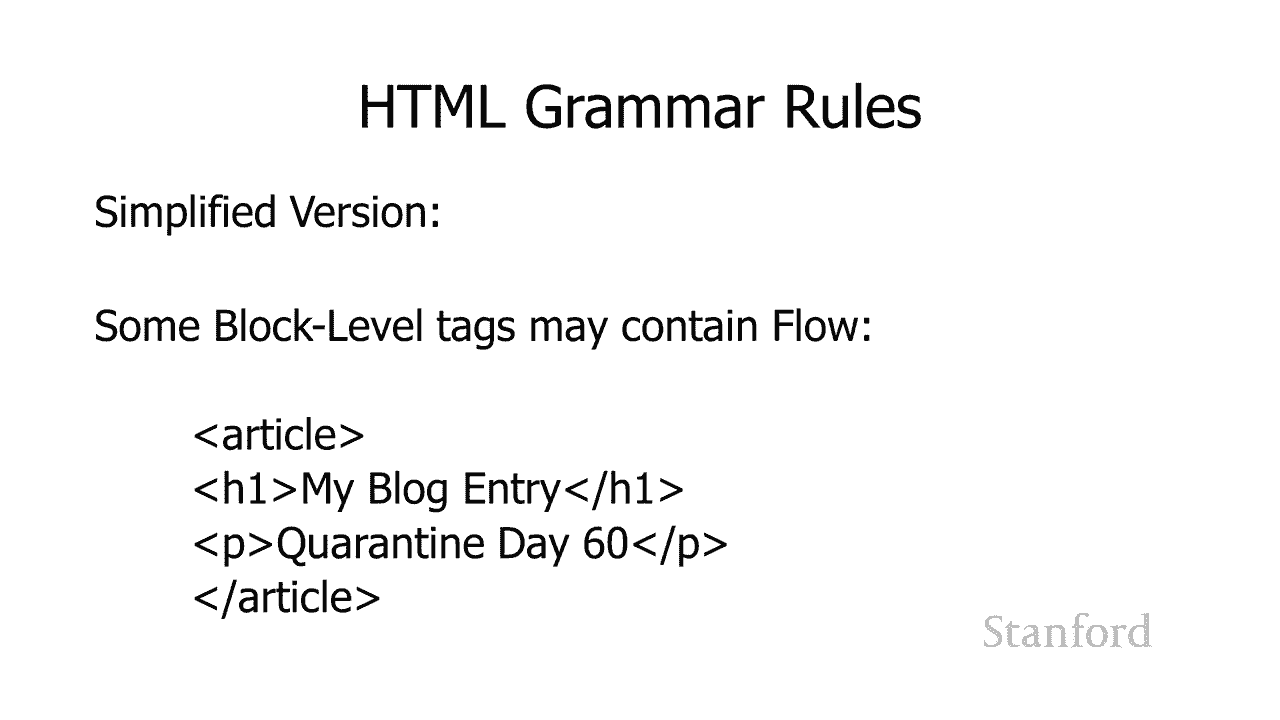 HTML Grammar Rules
Simplified Version:
Some Block-Level tags may contain Flow:
<article>
<h1>My Blog Entry</h1>
<p>Quarantine Day 60</p>
</article>
Stanford